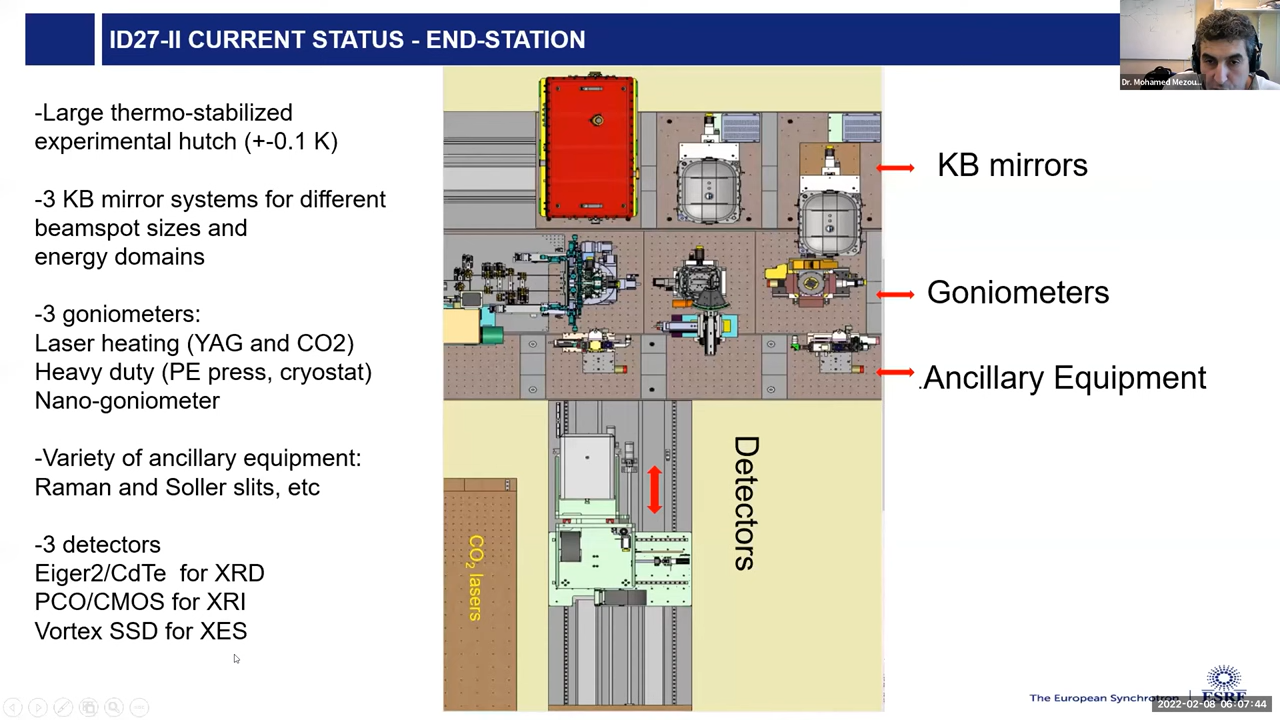 ID27-II CURRENT STATUS - END-STATION
Dr. Mohamed Mezou...
-Large thermo-stabilized
experimental hutch (+-0.1 K)
-3 KB mirror systems for different
beamspot sizes and
energy domains
-3 goniometers:
Laser heating (YAG and CO2)
Heavy duty (PE press, cryostat)
Nano-goniometer
-Variety of ancillary equipment:
Raman and Soller slits, etc
-3 detectors
Eiger2/CdTe for XRD
PCO/CMOS for XRI
Vortex SSD for XES
KB mirrors
Goniometers
Ancillary Equipment
Detectors
CO2 lasers
The European Synchrotron
ESRF
2022-02-08 06:07:44